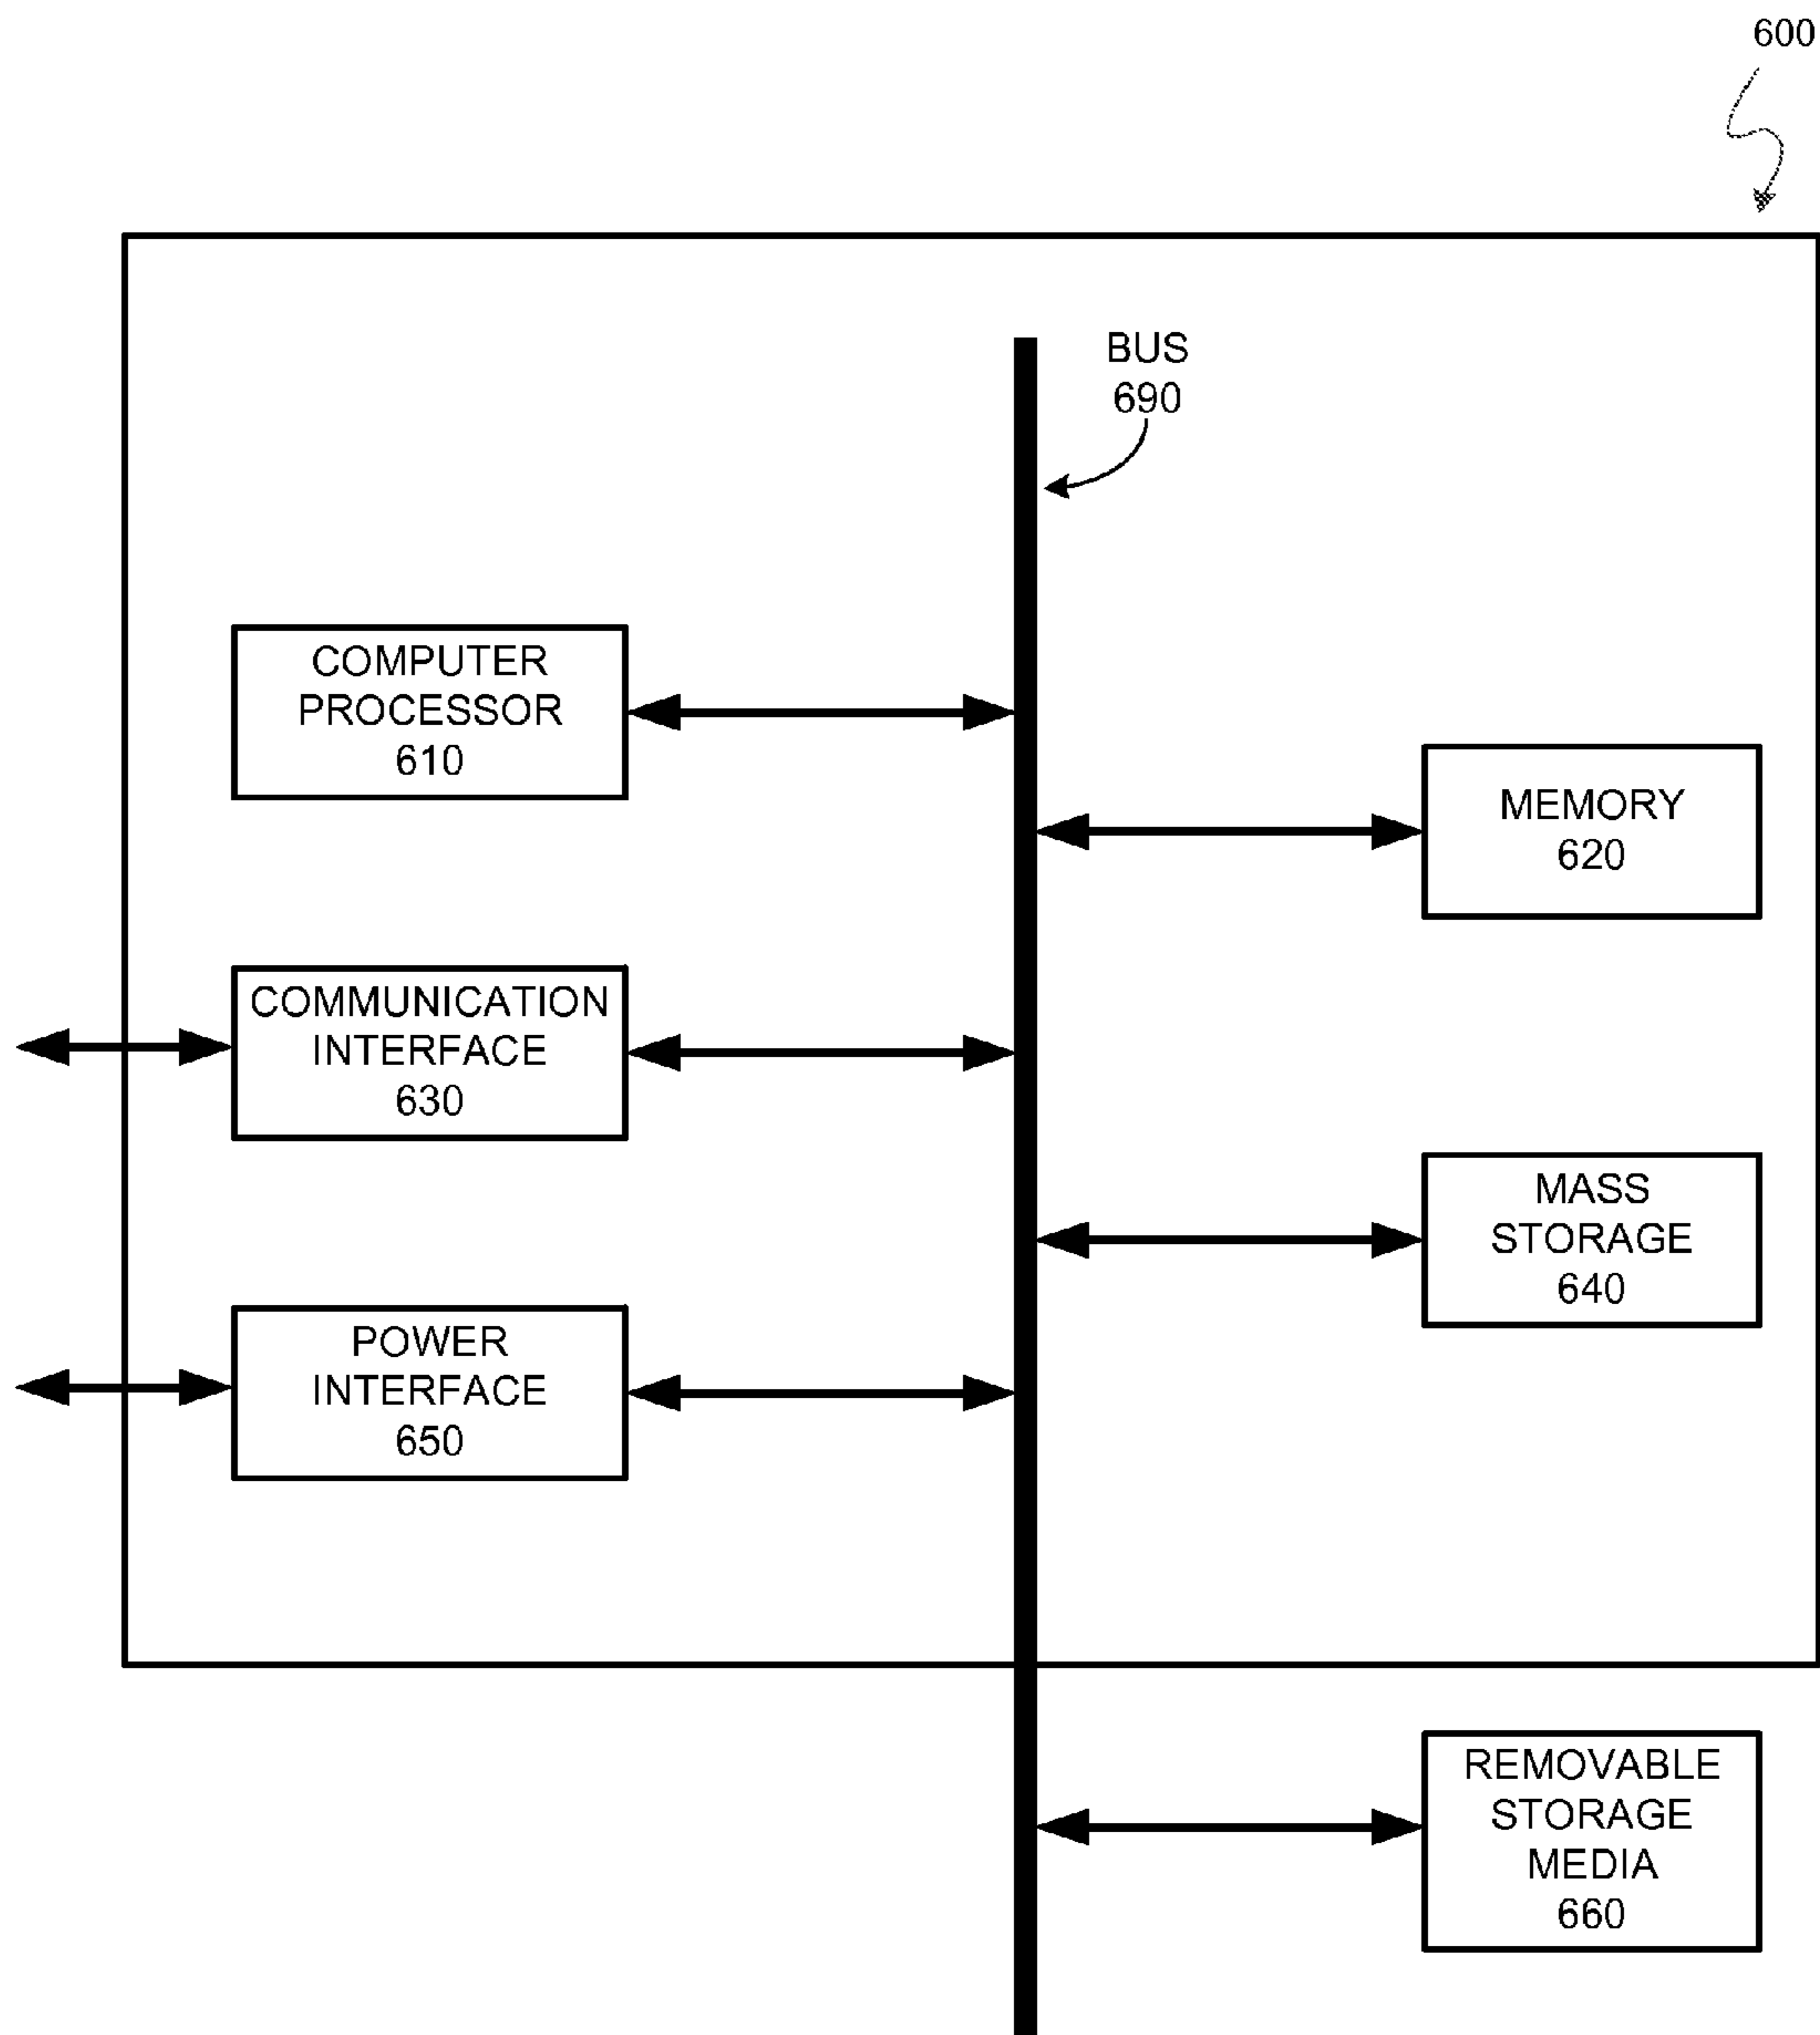 600
BUS
690
COMPUTER
PROCESSOR
610
MEMORY
620
COMMUNICATION
INTERFACE
630
MASS
STORAGE
640
POWER
INTERFACE
650
REMOVABLE
STORAGE
MEDIA
660